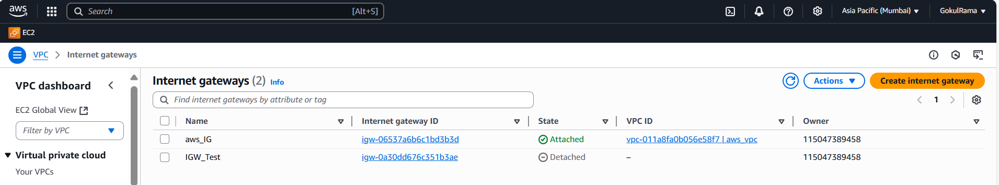 aws Search [Alt+S] Asia Pacific (Mumbai) GokulRama
EC2
VPC Internet gateways
VPC dashboard
EC2 Global View
Filter by VPC
Virtual private cloud
Your VPCs
Internet gateways (2) Info Actions Create internet gateway
Find internet gateways by attribute or tag 1
Name Internet gateway ID State VPC ID Owner
aws_IG igw-06537a6b6c1bd3b3d Attached vpc-011a8fa0b056e58f7 | aws_vpc 115047389458
IGW_Test igw-0a30dd676c351b3ae Detached – 115047389458